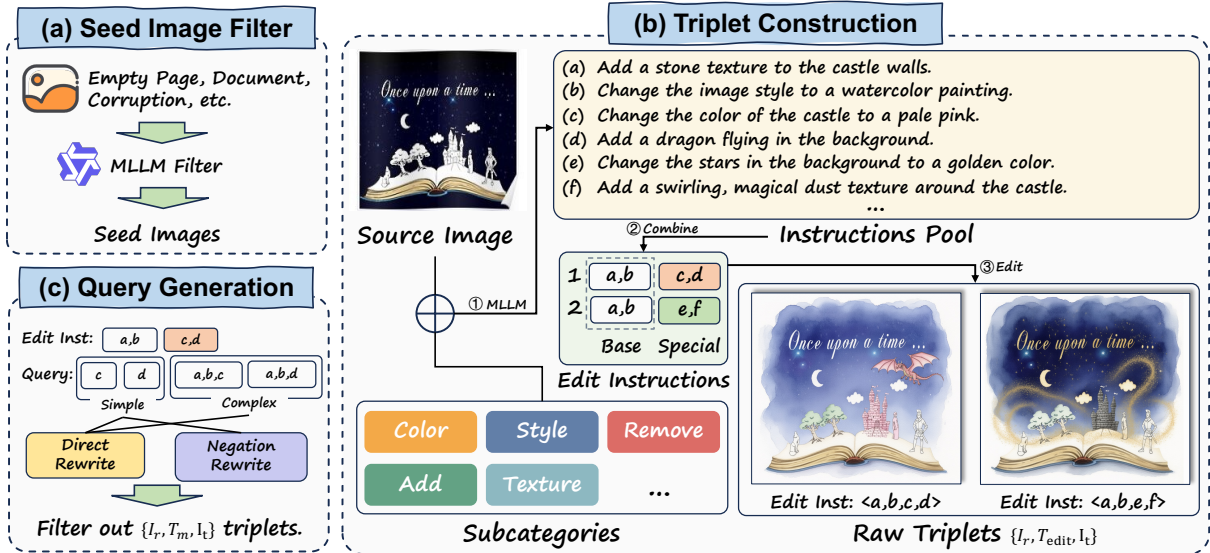 (a) Seed Image Filter
Empty Page, Document,
Corruption, etc.
MLLM Filter
Seed Images
(c) Query Generation
Edit Inst: a,b c,d
Query: c d a,b,c a,b,d
Simple Complex
Direct
Rewrite
Negation
Rewrite
Filter out {I_r, T_m, I_t} triplets.
(b) Triplet Construction
Once upon a time ...
Source Image
① MLLM
(a) Add a stone texture to the castle walls.
(b) Change the image style to a watercolor painting.
(c) Change the color of the castle to a pale pink.
(d) Add a dragon flying in the background.
(e) Change the stars in the background to a golden color.
(f) Add a swirling, magical dust texture around the castle.
...
② Combine
Instructions Pool
1 a,b c,d
2 a,b e,f
Base Special
Edit Instructions
③ Edit
Color Style Remove
Add Texture ...
Subcategories
Once upon a time ...
Once upon a time ...
Edit Inst: <a,b,c,d>
Edit Inst: <a,b,e,f>
Raw Triplets {I_r, T_edit, I_t}